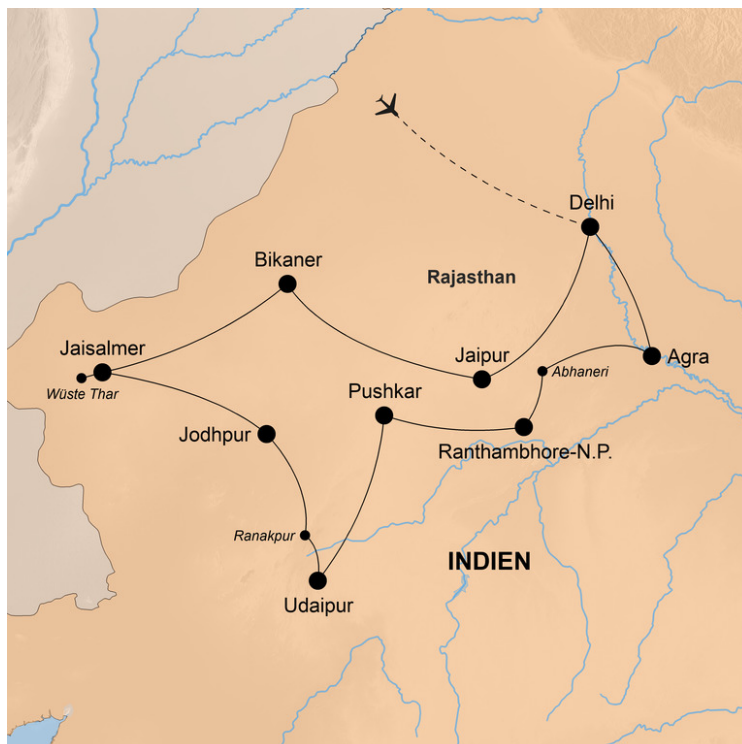 Delhi
Bikaner
Rajasthan
Jaisalmer
Jaipur
Agra
Abhaneri
Wüste Thar
Pushkar
Jodhpur
Ranthambhore-N.P.
Ranakpur
INDIEN
Udaipur